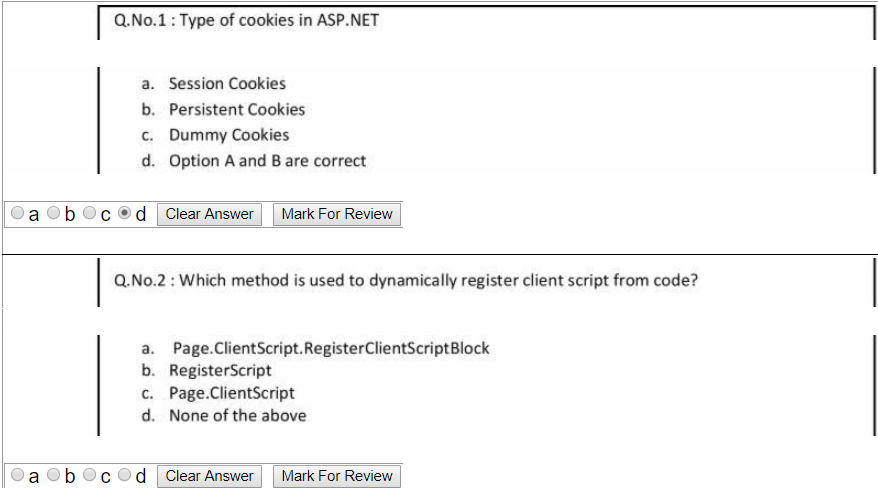 Q.No.1 : Type of cookies in ASP.NET
a. Session Cookies
b. Persistent Cookies
c. Dummy Cookies
d. Option A and B are correct
a b c d Clear Answer Mark For Review
Q.No.2 : Which method is used to dynamically register client script from code?
a. Page.ClientScript.RegisterClientScriptBlock
b. RegisterScript
c. Page.ClientScript
d. None of the above
a b c d Clear Answer Mark For Review